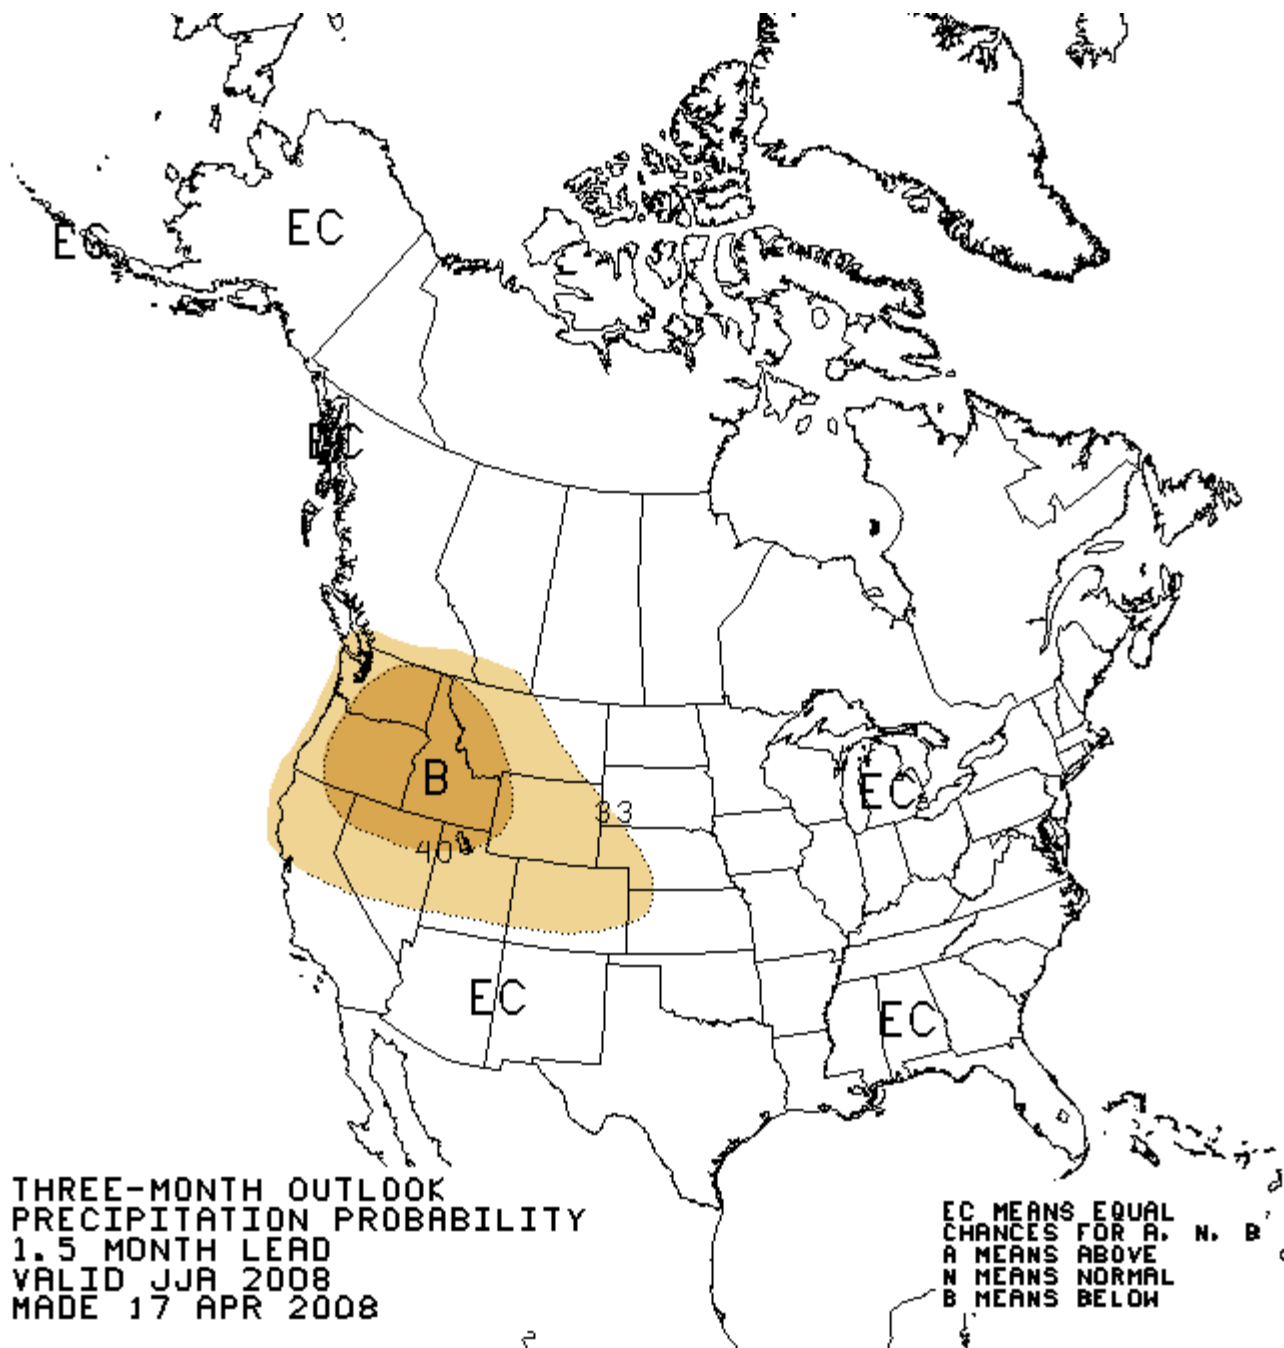 EC
EC
EC
B
33
EC
40
EC
EC
THREE-MONTH OUTLOOK
PRECIPITATION PROBABILITY
1.5 MONTH LEAD
VALID JJA 2008
MADE 17 APR 2008
EC MEANS EQUAL
CHANCES FOR A, N, B
A MEANS ABOVE
N MEANS NORMAL
B MEANS BELOW